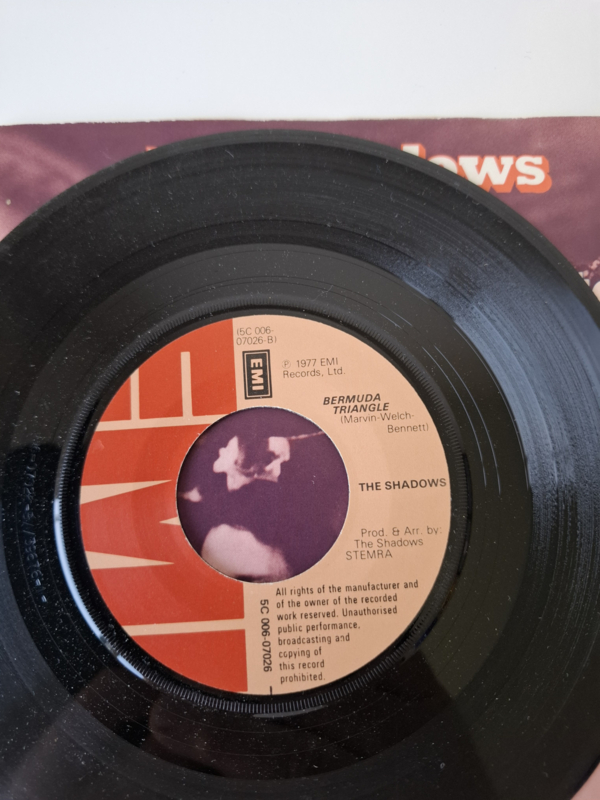 ows
(5C 006-
07026-B)
EMI
EMI
℗ 1977 EMI
Records, Ltd.
BERMUDA
TRIANGLE
(Marvin-Welch-
Bennett)
THE SHADOWS
Prod. & Arr. by:
The Shadows
STEMRA
All rights of the manufacturer and
of the owner of the recorded
work reserved. Unauthorised
public performance,
broadcasting and
copying of
this record
prohibited.
5C 006-07026